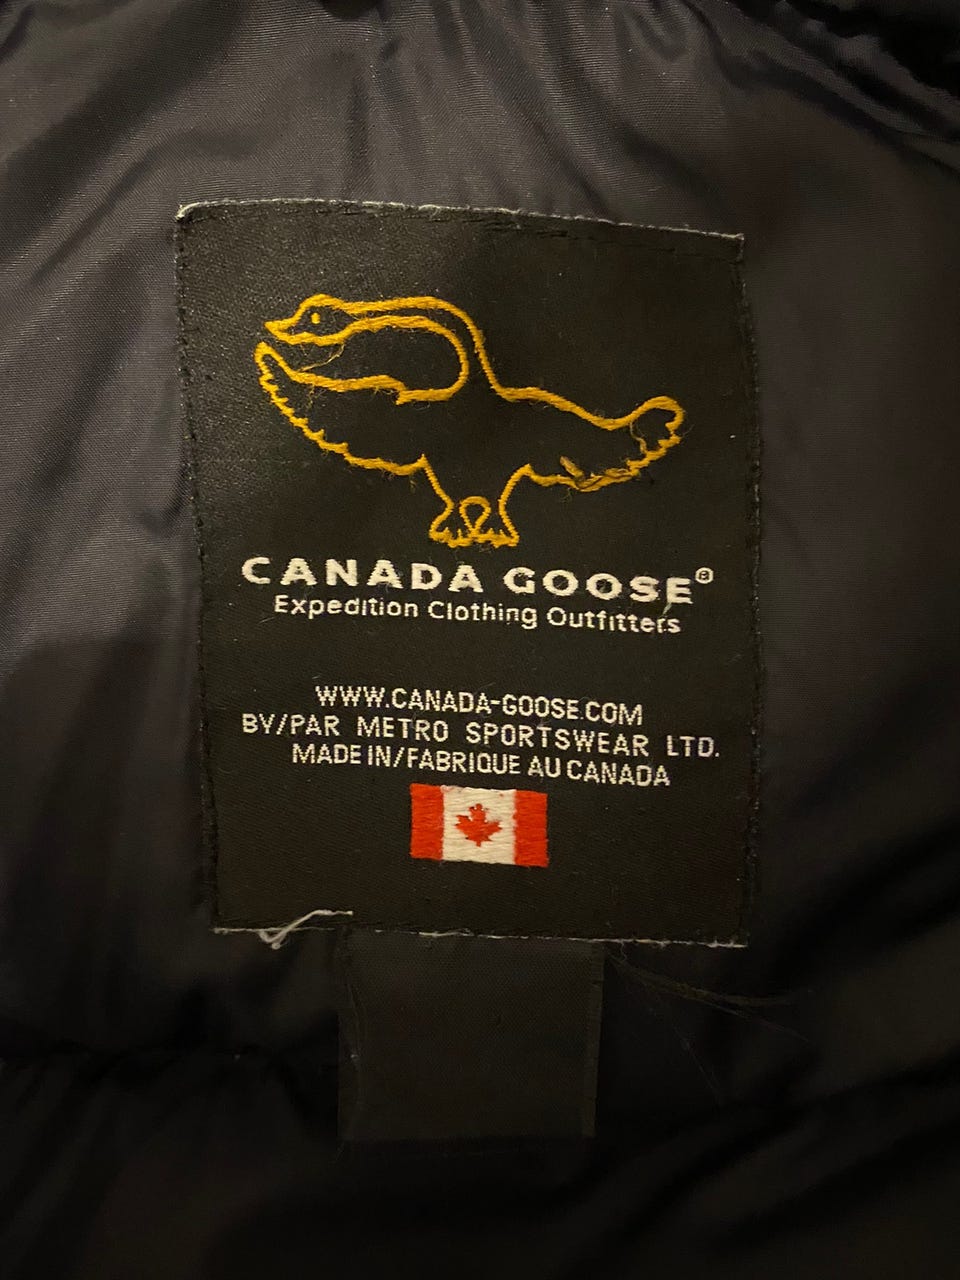 CANADA GOOSE®
Expedition Clothing Outfitters
WWW.CANADA-GOOSE.COM
BY/PAR METRO SPORTSWEAR LTD.
MADE IN/FABRIQUE AU CANADA